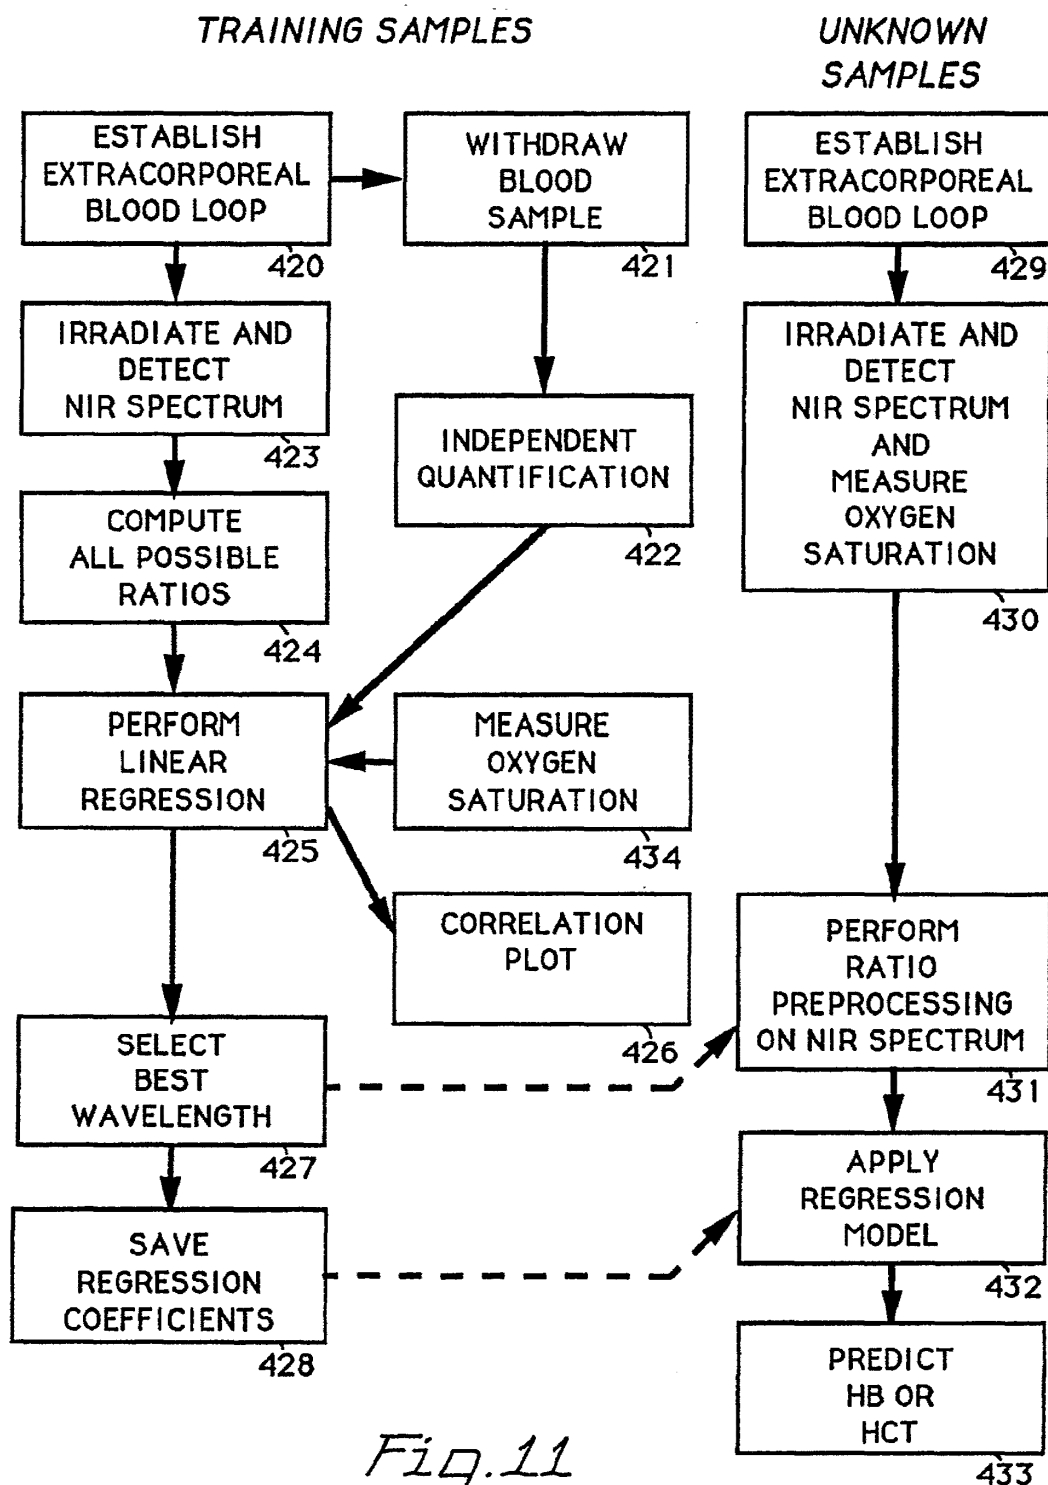 TRAINING SAMPLES
UNKNOWN
SAMPLES
ESTABLISH
EXTRACORPOREAL
BLOOD LOOP
420
WITHDRAW
BLOOD
SAMPLE
421
ESTABLISH
EXTRACORPOREAL
BLOOD LOOP
429
IRRADIATE AND
DETECT
NIR SPECTRUM
423
INDEPENDENT
QUANTIFICATION
422
IRRADIATE AND
DETECT
NIR SPECTRUM
AND
MEASURE
OXYGEN
SATURATION
430
COMPUTE
ALL POSSIBLE
RATIOS
424
PERFORM
LINEAR
REGRESSION
425
MEASURE
OXYGEN
SATURATION
434
CORRELATION
PLOT
426
PERFORM
RATIO
PREPROCESSING
ON NIR SPECTRUM
431
SELECT
BEST
WAVELENGTH
427
APPLY
REGRESSION
MODEL
432
SAVE
REGRESSION
COEFFICIENTS
428
PREDICT
HB OR
HCT
433
Fig.11